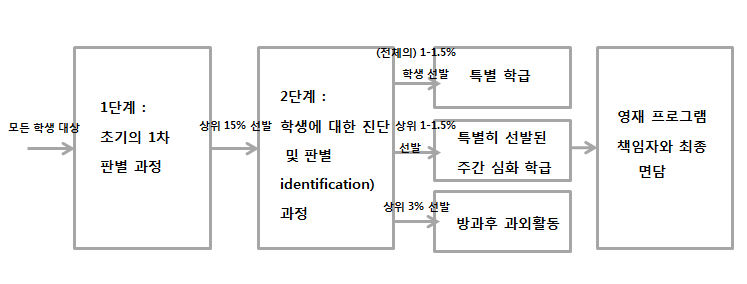 모든 학생 대상
1단계 :
초기의 1차
판별 과정
상위 15% 선발
2단계 :
학생에 대한 진단
및 판별
identification)
과정
(전체의) 1-1.5%
학생 선발
특별 학급
상위 1-1.5%
선발
특별히 선발된
주간 심화 학급
상위 3% 선발
방과후 과외활동
영재 프로그램
책임자와 최종
면담